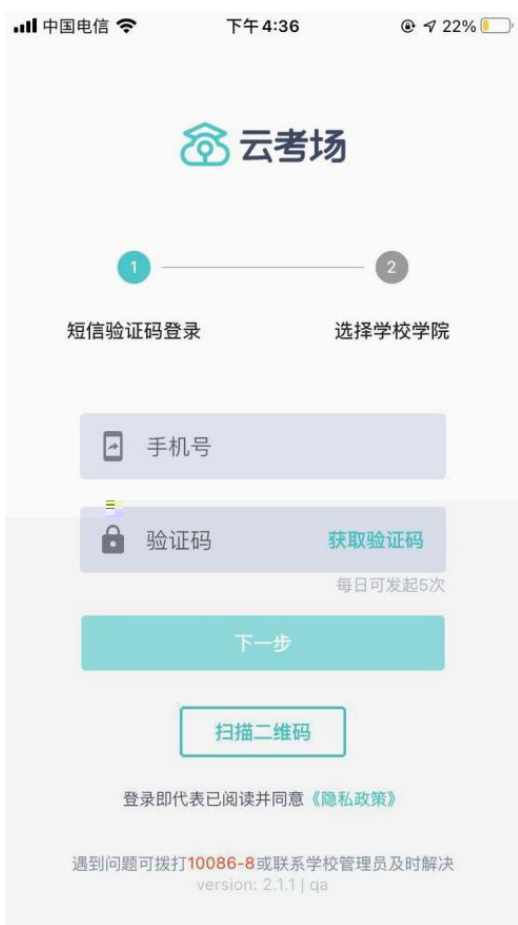 中国电信 下午4:36 22%
云考场
1 2
短信验证码登录 选择学校学院
手机号
验证码 获取验证码
每日可发起5次
下一步
扫描二维码
登录即代表已阅读并同意《隐私政策》
遇到问题可拨打10086-8或联系学校管理员及时解决
version: 2.1.1 | qa